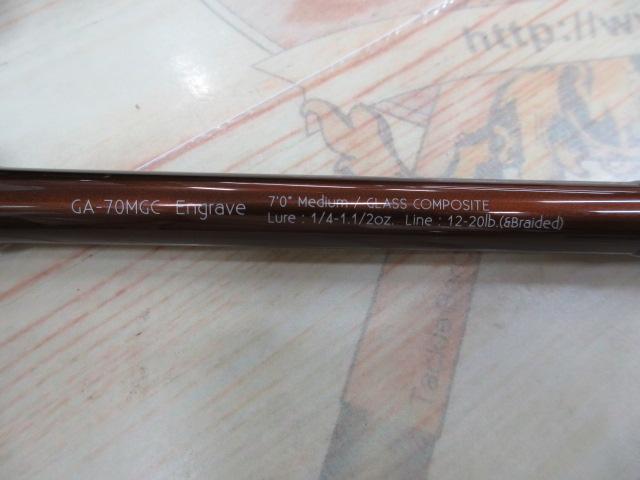 http://w
GA-70MGC Engrave
7'0" Medium / GLASS COMPOSITE
Lure : 1/4-1.1/2oz. Line : 12-20lb.(&Braided)